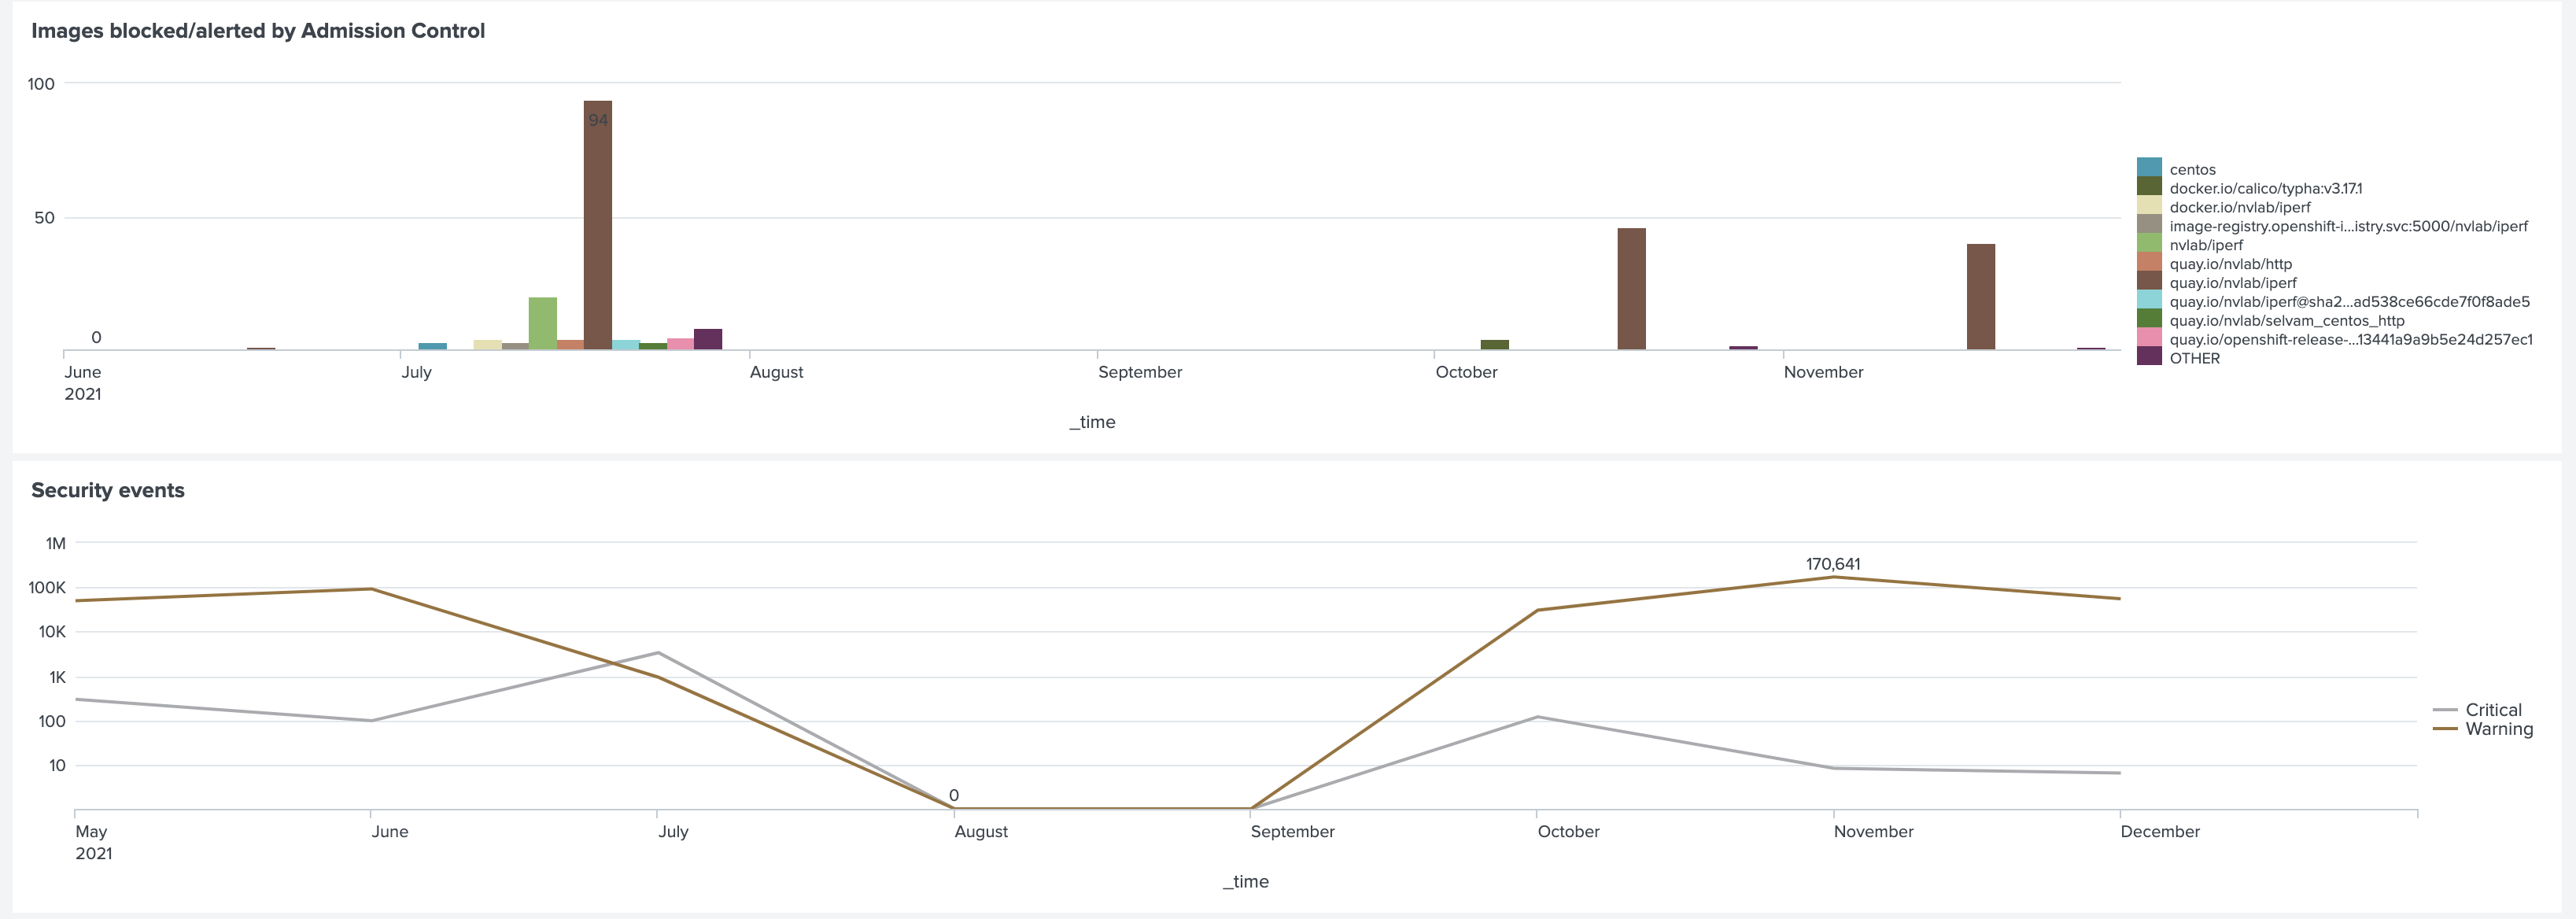 Images blocked/alerted by Admission Control
100
94
50
0
June
2021
July
August
September
October
November
_time
centos
docker.io/calico/typha:v3.17.1
docker.io/nvlab/iperf
image-registry.openshift-i...istry.svc:5000/nvlab/iperf
nvlab/iperf
quay.io/nvlab/http
quay.io/nvlab/iperf
quay.io/nvlab/iperf@sha2...ad538ce66cde7f0f8ade5
quay.io/nvlab/selvam_centos_http
quay.io/openshift-release-...13441a9a9b5e24d257ec1
OTHER
Security events
1M
170,641
100K
10K
1K
100
10
0
May
2021
June
July
August
September
October
November
December
_time
Critical
Warning